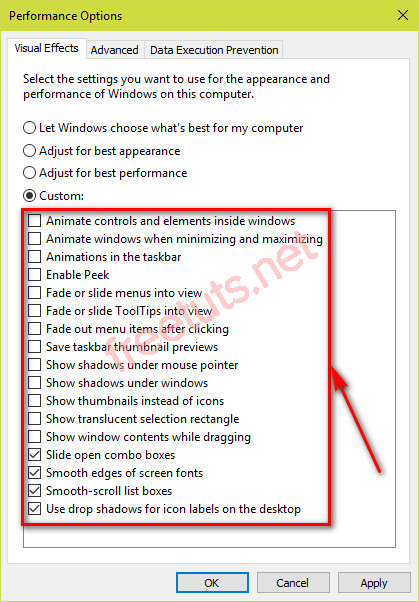 Performance Options
Visual Effects Advanced Data Execution Prevention
Select the settings you want to use for the appearance and
performance of Windows on this computer.
Let Windows choose what's best for my computer
Adjust for best appearance
Adjust for best performance
Custom:
Animate controls and elements inside windows
Animate windows when minimizing and maximizing
Animations in the taskbar
Enable Peek
Fade or slide menus into view
Fade or slide ToolTips into view
Fade out menu items after clicking
Save taskbar thumbnail previews
Show shadows under mouse pointer
Show shadows under windows
Show thumbnails instead of icons
Show translucent selection rectangle
Show window contents while dragging
Slide open combo boxes
Smooth edges of screen fonts
Smooth-scroll list boxes
Use drop shadows for icon labels on the desktop
freetuts.net
OK Cancel Apply